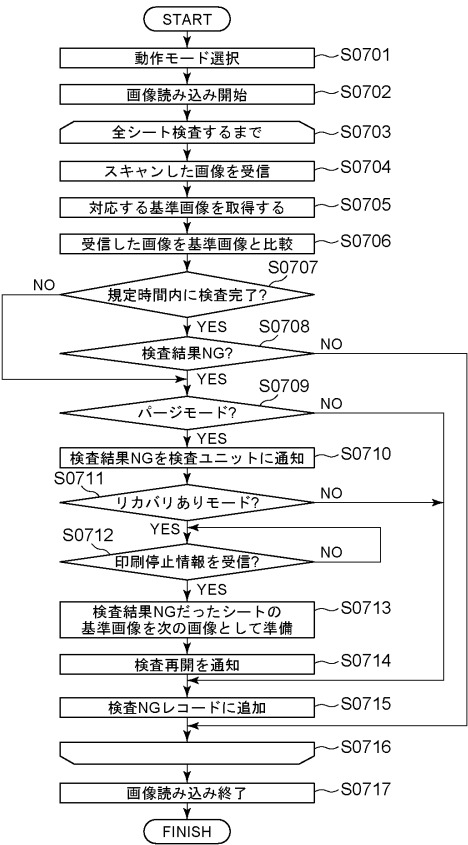 START
動作モード選択 S0701
画像読み込み開始 S0702
全シート検査するまで S0703
スキャンした画像を受信 S0704
対応する基準画像を取得する S0705
受信した画像を基準画像と比較 S0706
S0707
NO
規定時間内に検査完了?
YES
S0708
検査結果NG?
NO
YES
S0709
パージモード?
NO
YES
検査結果NGを検査ユニットに通知 S0710
S0711
リカバリありモード?
NO
YES
S0712
印刷停止情報を受信?
NO
YES
検査結果NGだったシートの
基準画像を次の画像として準備
S0713
検査再開を通知 S0714
検査NGレコードに追加 S0715
S0716
画像読み込み終了 S0717
FINISH